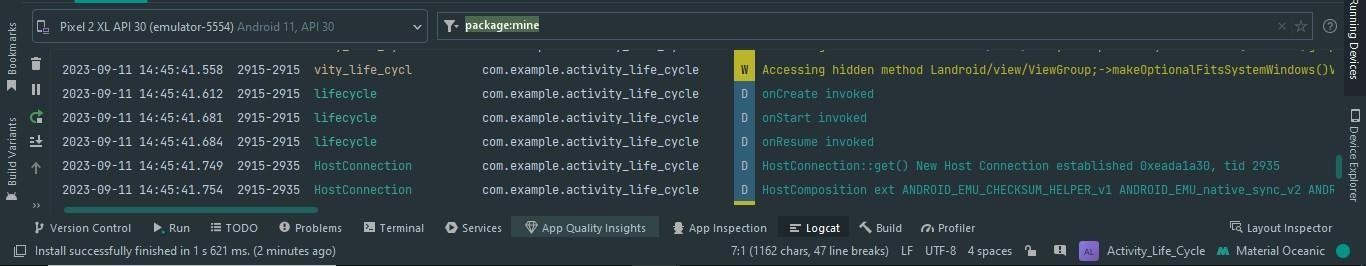 Bookmarks
Build Variants
Pixel 2 XL API 30 (emulator-5554) Android 11, API 30
package:mine
Running Devices
Device Explorer
2023-09-11 14:45:41.558 2915-2915 vity_life_cycl com.example.activity_life_cycle W Accessing hidden method Landroid/view/ViewGroup;->makeOptionalFitsSystemWindows()V
2023-09-11 14:45:41.612 2915-2915 lifecycle com.example.activity_life_cycle D onCreate invoked
2023-09-11 14:45:41.681 2915-2915 lifecycle com.example.activity_life_cycle D onStart invoked
2023-09-11 14:45:41.684 2915-2915 lifecycle com.example.activity_life_cycle D onResume invoked
2023-09-11 14:45:41.749 2915-2935 HostConnection com.example.activity_life_cycle D HostConnection::get() New Host Connection established 0xeada1a30, tid 2935
2023-09-11 14:45:41.754 2915-2935 HostConnection com.example.activity_life_cycle D HostComposition ext ANDROID_EMU_CHECKSUM_HELPER_v1 ANDROID_EMU_native_sync_v2 ANDR
Version Control Run TODO Problems Terminal Services App Quality Insights App Inspection Logcat Build Profiler Layout Inspector
Install successfully finished in 1 s 621 ms. (2 minutes ago) 7:1 (1162 chars, 47 line breaks) LF UTF-8 4 spaces AL Activity_Life_Cycle Material Oceanic